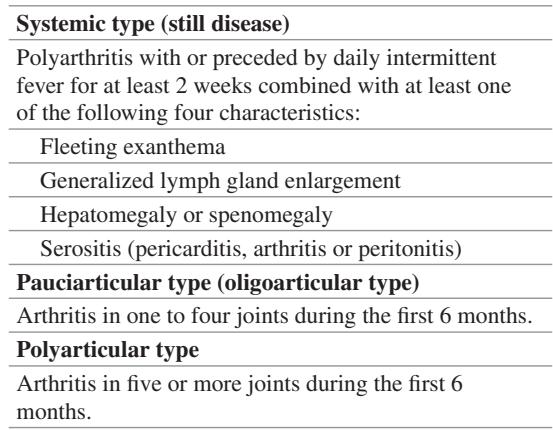 Systemic type (still disease)
Polyarthritis with or preceded by daily intermittent
fever for at least 2 weeks combined with at least one
of the following four characteristics:
Fleeting exanthema
Generalized lymph gland enlargement
Hepatomegaly or spenomegaly
Serositis (pericarditis, arthritis or peritonitis)
Pauciarticular type (oligoarticular type)
Arthritis in one to four joints during the first 6 months.
Polyarticular type
Arthritis in five or more joints during the first 6
months.